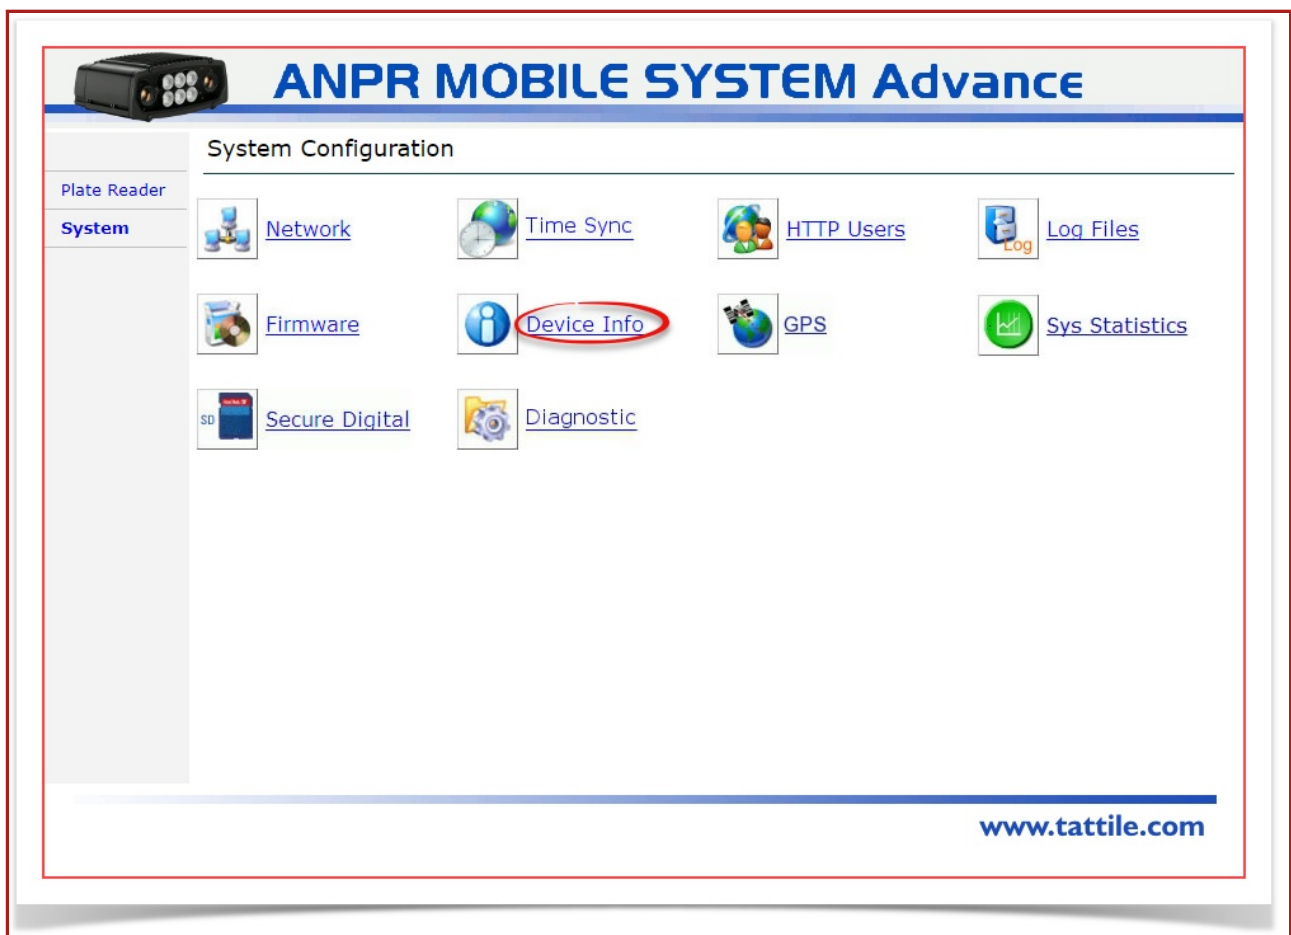 ANPR MOBILE SYSTEM Advance
System Configuration
Plate Reader
System
Network
Time Sync
HTTP Users
Log
Log Files
Firmware
Device Info
GPS
Sys Statistics
SD
Secure Digital
Diagnostic
www.tattile.com